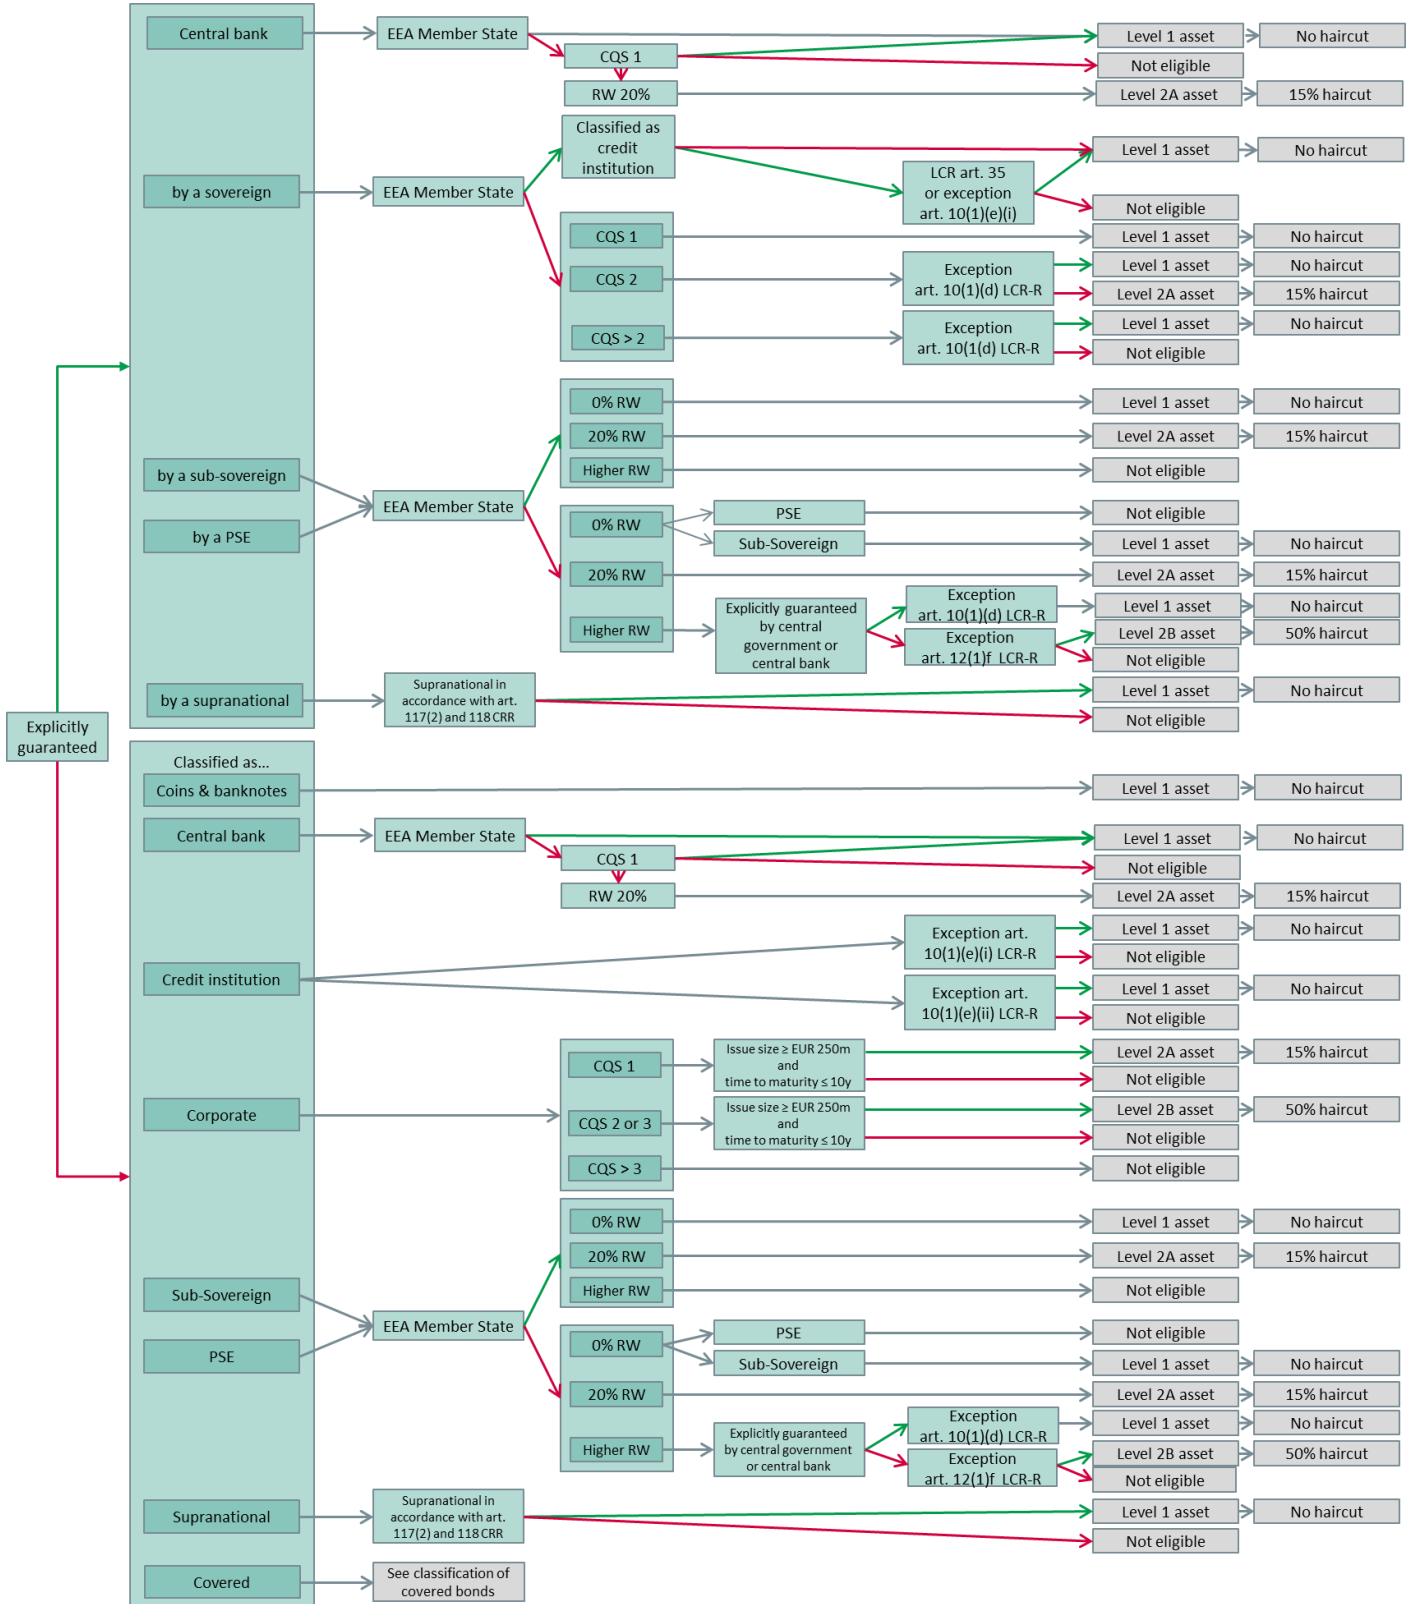 Central bank
EEA Member State
CQS 1
RW 20%
Level 1 asset
No haircut
Not eligible
Level 2A asset
15% haircut
by a sovereign
EEA Member State
Classified as
credit
institution
LCR art. 35
or exception
art. 10(1)(e)(i)
Level 1 asset
No haircut
Not eligible
CQS 1
Level 1 asset
No haircut
CQS 2
Exception
art. 10(1)(d) LCR-R
Level 1 asset
No haircut
Level 2A asset
15% haircut
CQS > 2
Exception
art. 10(1(d) LCR-R
Level 1 asset
No haircut
Not eligible
by a sub-sovereign
by a PSE
EEA Member State
0% RW
Level 1 asset
No haircut
20% RW
Level 2A asset
15% haircut
Higher RW
Not eligible
0% RW
PSE
Not eligible
Sub-Sovereign
Level 1 asset
No haircut
20% RW
Level 2A asset
15% haircut
Higher RW
Explicitly guaranteed
by central
government or
central bank
Exception
art. 10(1)(d) LCR-R
Level 1 asset
No haircut
Exception
art. 12(1)f LCR-R
Level 2B asset
50% haircut
Not eligible
by a supranational
Supranational in
accordance with art.
117(2) and 118 CRR
Level 1 asset
No haircut
Not eligible
Explicitly
guaranteed
Classified as...
Coins & banknotes
Level 1 asset
No haircut
Central bank
EEA Member State
CQS 1
RW 20%
Level 1 asset
No haircut
Not eligible
Level 2A asset
15% haircut
Credit institution
Exception art.
10(1)(e)(i) LCR-R
Level 1 asset
No haircut
Not eligible
Exception art.
10(1)(e)(ii) LCR-R
Level 1 asset
No haircut
Not eligible
Corporate
CQS 1
Issue size ≥ EUR 250m
and
time to maturity ≤ 10y
Level 2A asset
15% haircut
Not eligible
CQS 2 or 3
Issue size ≥ EUR 250m
and
time to maturity ≤ 10y
Level 2B asset
50% haircut
Not eligible
CQS > 3
Not eligible
Sub-Sovereign
PSE
EEA Member State
0% RW
Level 1 asset
No haircut
20% RW
Level 2A asset
15% haircut
Higher RW
Not eligible
0% RW
PSE
Not eligible
Sub-Sovereign
Level 1 asset
No haircut
20% RW
Level 2A asset
15% haircut
Higher RW
Explicitly guaranteed
by central government
or central bank
Exception
art. 10(1)(d) LCR-R
Level 1 asset
No haircut
Exception
art. 12(1)f LCR-R
Level 2B asset
50% haircut
Not eligible
Supranational
Supranational in
accordance with art.
117(2) and 118 CRR
Level 1 asset
No haircut
Not eligible
Covered
See classification of
covered bonds